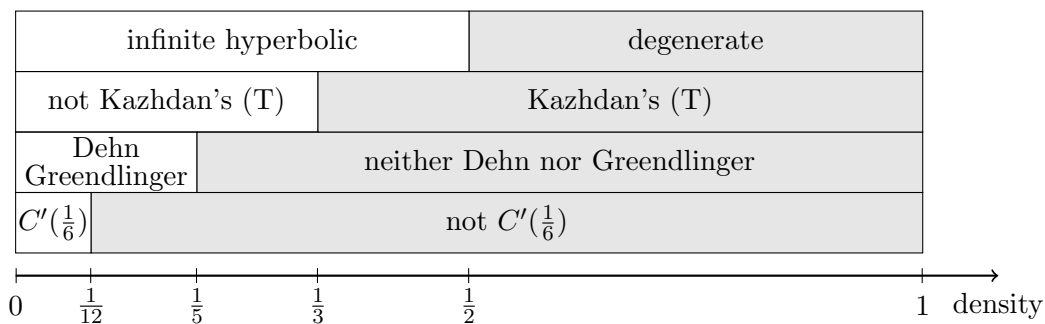 infinite hyperbolic degenerate
not Kazhdan's (T) Kazhdan's (T)
Dehn
Greendlinger neither Dehn nor Greendlinger
C′(1/6) not C′(1/6)
0 1/12 1/5 1/3 1/2 1 density